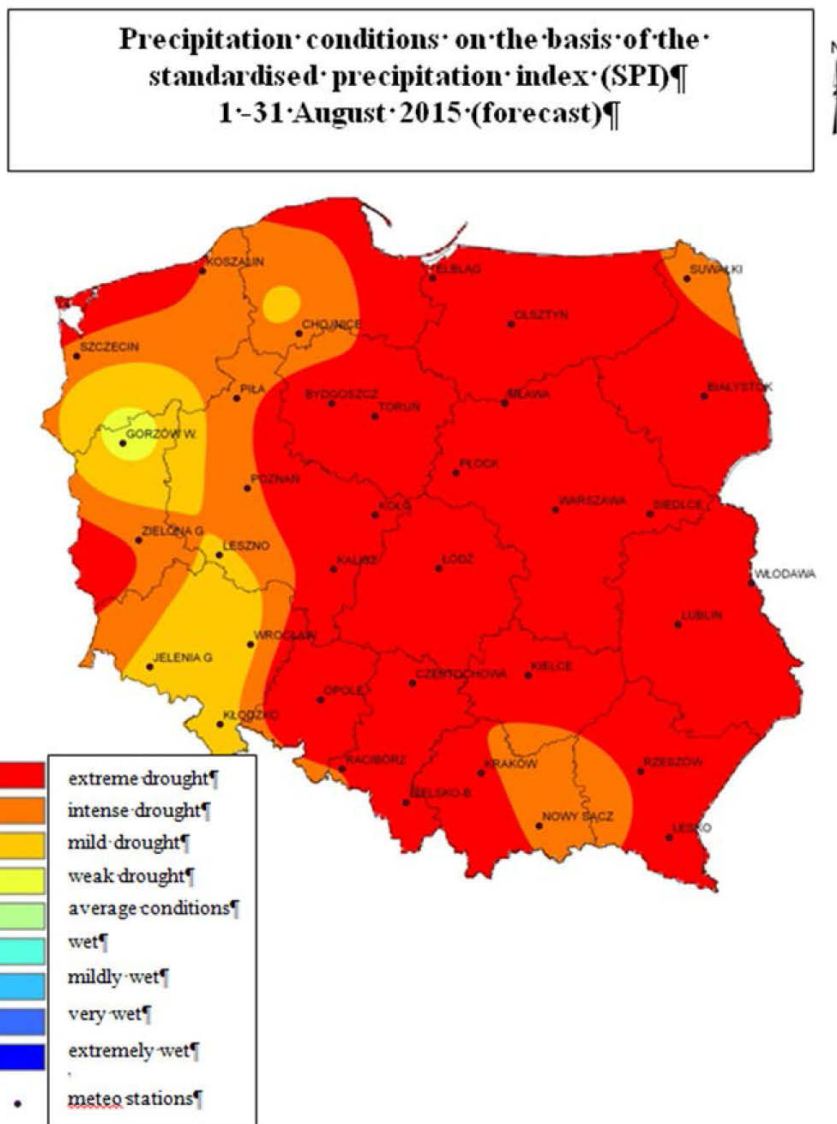 Precipitation·conditions·on·the·basis·of·the·
standardised·precipitation·index·(SPI)¶
1·-31·August·2015·(forecast)¶
N
KOSZALIN
ELBLĄG
SUWAŁKI
CHOJNICE
OLSZTYN
SZCZECIN
PIŁA
BYDGOSZCZ
MŁAWA
BIAŁYSTOK
TORUŃ
GORZÓW W.
PŁOCK
POZNAŃ
KOŁO
WARSZAWA
SIEDLCE
ZIELONA G
LESZNO
KALISZ
ŁÓDŹ
WŁODAWA
LUBLIN
WROCŁAW
JELENIA G
CZĘSTOCHOWA
KIELCE
OPOLE
KŁODZKO
RACIBÓRZ
KRAKÓW
RZESZÓW
BIELSKO-B
NOWY SĄCZ
LESKO
extreme·drought¶
intense·drought¶
mild·drought¶
weak·drought¶
average·conditions¶
wet¶
mildly·wet¶
very·wet¶
extremely·wet¶
meteo stations¶